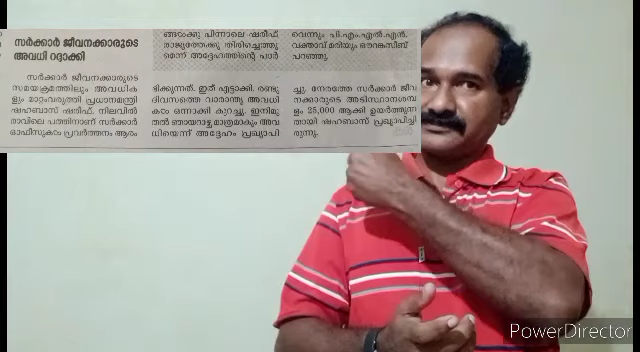 സർക്കാർ ജീവനക്കാരുടെ
അവധി റദ്ദാക്കി
സർക്കാർ ജീവനക്കാരുടെ
സമയക്രമത്തിലും അവധിക
ളും മാറ്റംവരുത്തി പ്രധാനമന്ത്രി
ഷഹബാസ് ഷരീഫ്. നിലവിൽ
രാവിലെ പത്തിനാണ് സർക്കാർ
ഓഫീസുകൾ പ്രവർത്തനം ആരം
ങ്ങൾക്കു പിന്നാലെ ഷരീഫ്
രാജ്യത്തേക്കു തിരിച്ചെത്തു
മെന്ന് അദ്ദേഹത്തിന്റെ പാർ
ഭിക്കുന്നത്. ഇത് എട്ടാക്കി. രണ്ടു
ദിവസത്തെ വാരാന്ത്യ അവധി
കൾ ഒന്നാക്കി കുറച്ചു. ഇനിമു
തൽ ഞായറാഴ്ച മാത്രമാകും അവ
ധിയെന്ന് അദ്ദേഹം പ്രഖ്യാപി
വെന്നും പി.എം.എൽ.എൻ.
വക്താവ് മരിയും ഔറംഗസീബ്
പറഞ്ഞു.
ച്ചു. നേരത്തേ സർക്കാർ ജീവ
നക്കാരുടെ അടിസ്ഥാനശമ്പ
ളം 25,000 ആക്കി ഉയർത്തുന്ന
തായി ഷഹബാസ് പ്രഖ്യാപിച്ചി
രുന്നു.
PowerDirector